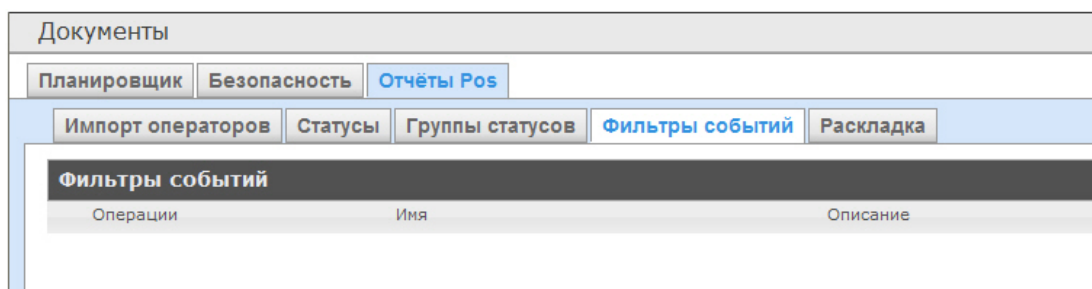 Документы
Планировщик Безопасность Отчёты Pos
Импорт операторов Статусы Группы статусов Фильтры событий Раскладка
Фильтры событий
Операции Имя Описание